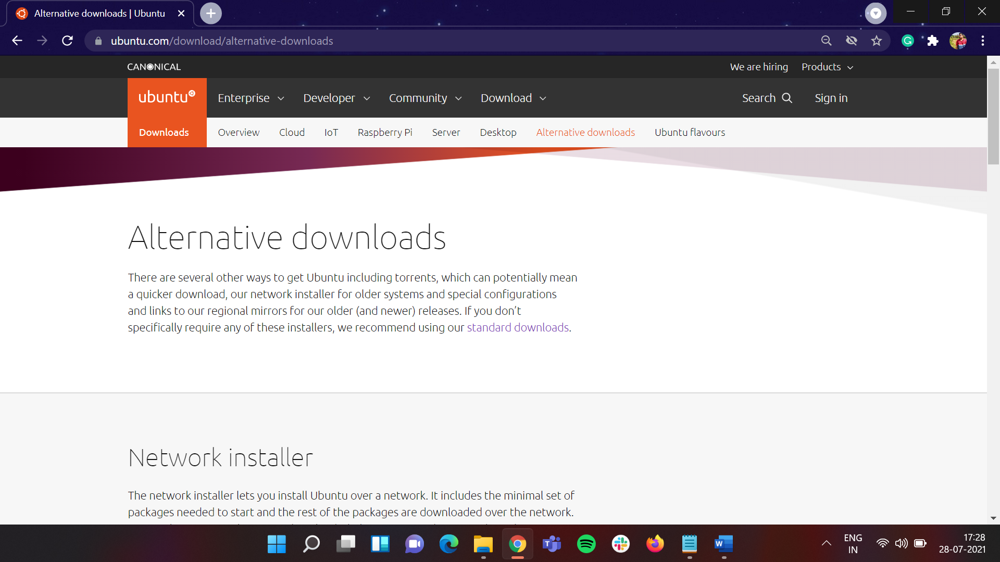 Alternative downloads | Ubuntu
ubuntu.com/download/alternative-downloads
CANONICAL
We are hiring Products
ubuntu Enterprise Developer Community Download Search Sign in
Downloads Overview Cloud IoT Raspberry Pi Server Desktop Alternative downloads Ubuntu flavours
Alternative downloads
There are several other ways to get Ubuntu including torrents, which can potentially mean
a quicker download, our network installer for older systems and special configurations
and links to our regional mirrors for our older (and newer) releases. If you don’t
specifically require any of these installers, we recommend using our standard downloads.
Network installer
The network installer lets you install Ubuntu over a network. It includes the minimal set of
packages needed to start and the rest of the packages are downloaded over the network.
ENG 17:28
IN 28-07-2021